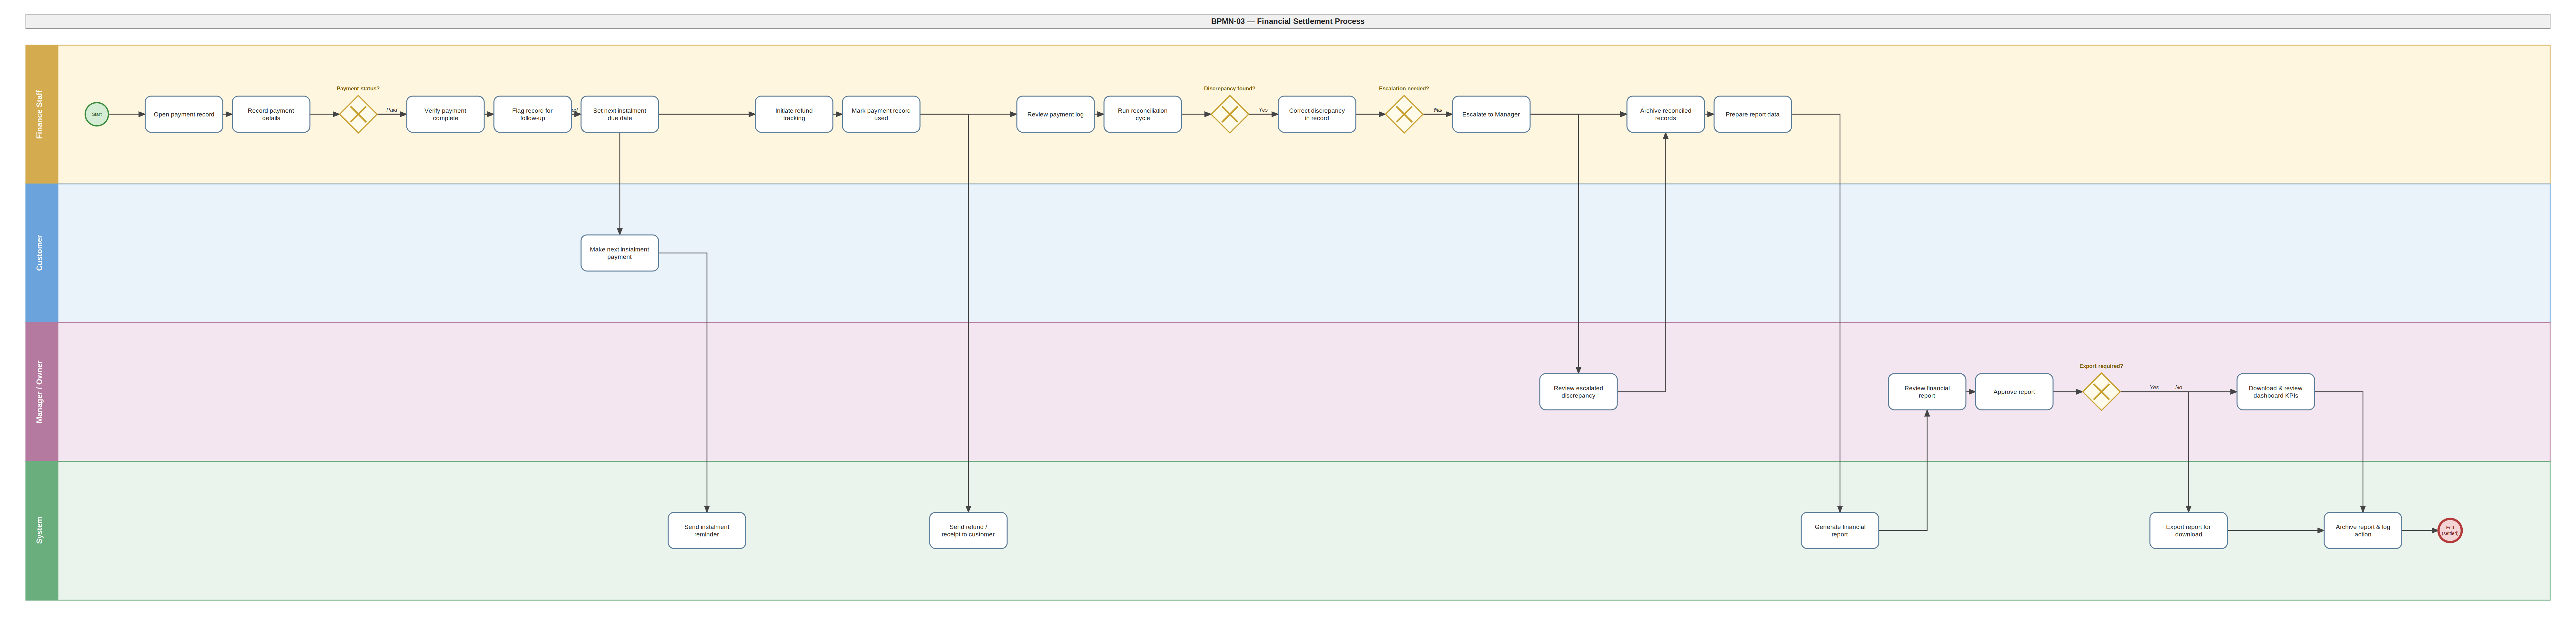 BPMN-03 — Financial Settlement Process
Finance Staff
Start
Open payment record
Record payment
details
Payment status?
Paid
Verify payment
complete
Flag record for
follow-up
Set next instalment
due date
Initiate refund
tracking
Mark payment record
used
Review payment log
Run reconciliation
cycle
Discrepancy found?
Yes
Correct discrepancy
in record
Escalation needed?
Yes
Escalate to Manager
Archive reconciled
records
Prepare report data
Customer
Make next instalment
payment
Manager / Owner
Review escalated
discrepancy
Review financial
report
Approve report
Export required?
Yes
No
Download & review
dashboard KPIs
System
Send instalment
reminder
Send refund /
receipt to customer
Generate financial
report
Export report for
download
Archive report & log
action
End
(settled)